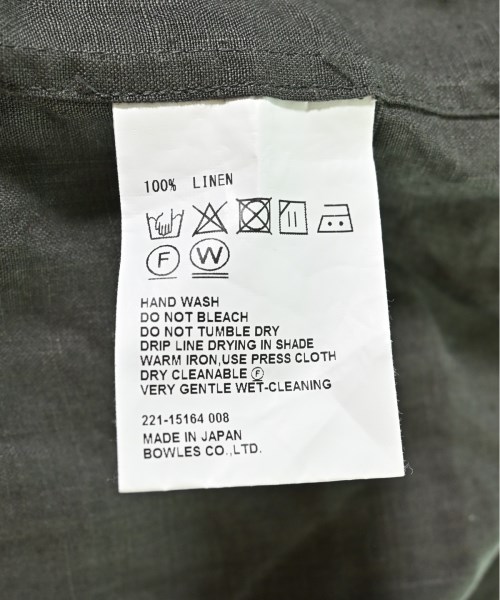 100% LINEN
F W
HAND WASH
DO NOT BLEACH
DO NOT TUMBLE DRY
DRIP LINE DRYING IN SHADE
WARM IRON,USE PRESS CLOTH
DRY CLEANABLE Ⓕ
VERY GENTLE WET-CLEANING
221-15164 008
MADE IN JAPAN
BOWLES CO.,LTD.